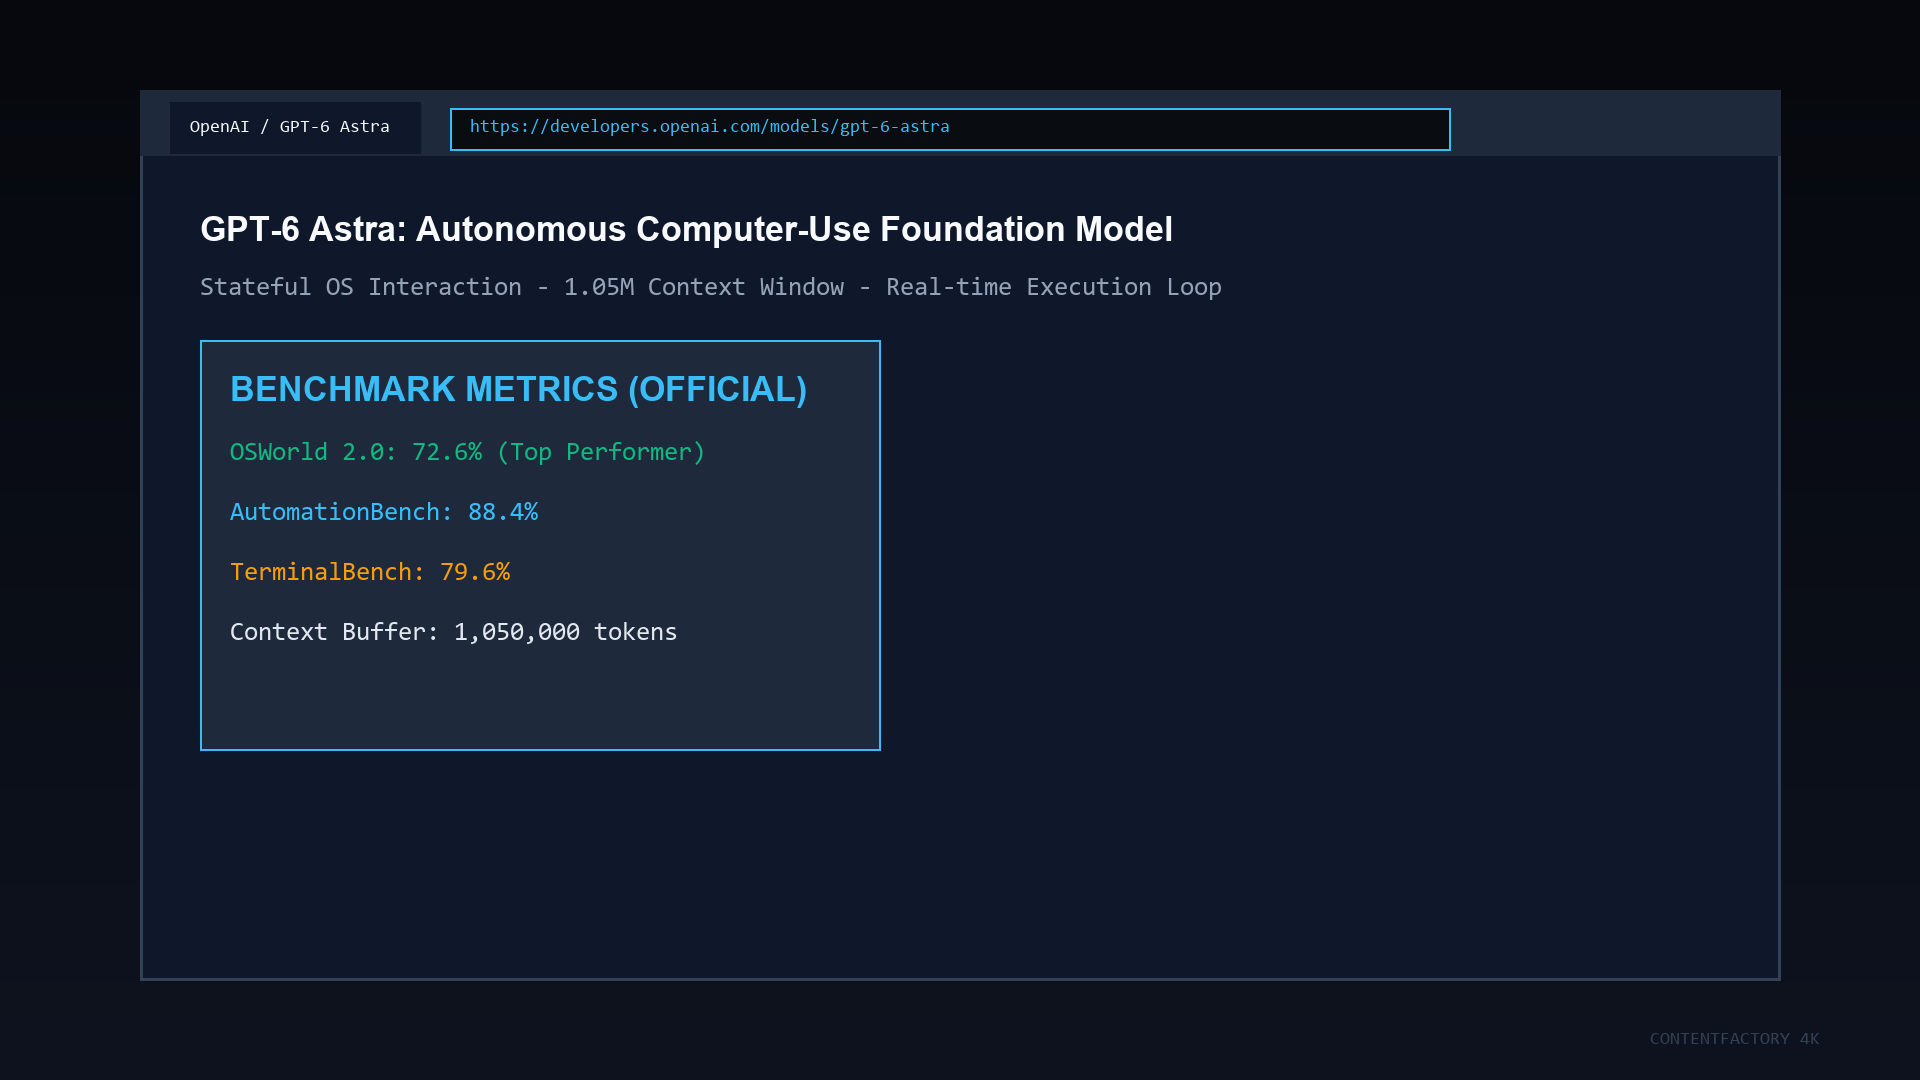 OpenAI / GPT-6 Astra
https://developers.openai.com/models/gpt-6-astra
GPT-6 Astra: Autonomous Computer-Use Foundation Model
Stateful OS Interaction - 1.05M Context Window - Real-time Execution Loop
BENCHMARK METRICS (OFFICIAL)
OSWorld 2.0: 72.6% (Top Performer)
AutomationBench: 88.4%
TerminalBench: 79.6%
Context Buffer: 1,050,000 tokens
CONTENTFACTORY 4K